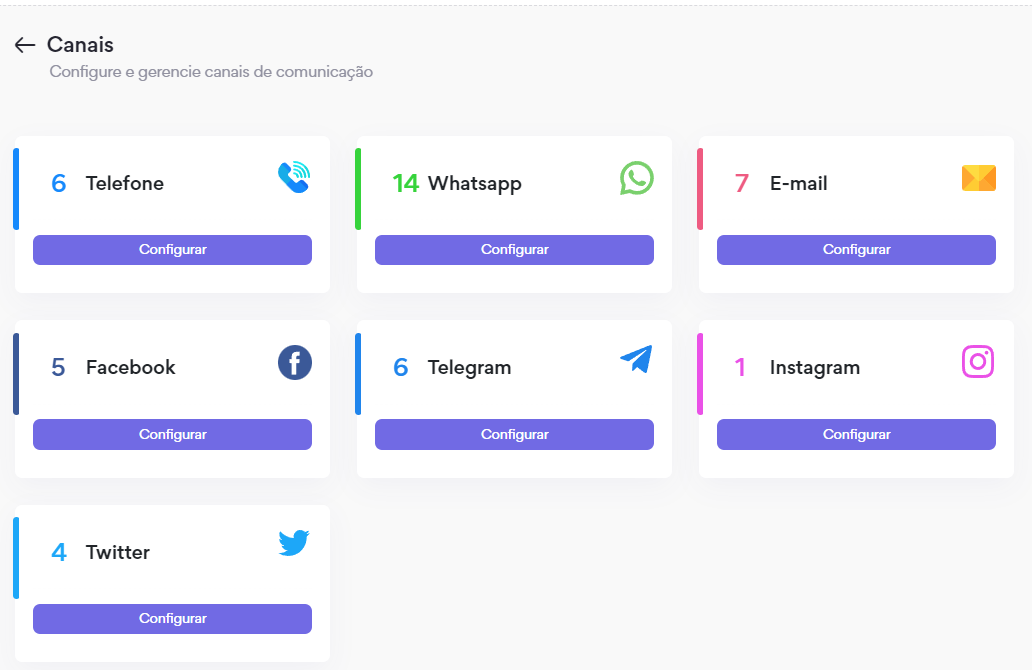 Canais
Configure e gerencie canais de comunicação
6 Telefone
Configurar
14 Whatsapp
Configurar
7 E-mail
Configurar
5 Facebook
Configurar
6 Telegram
Configurar
1 Instagram
Configurar
4 Twitter
Configurar